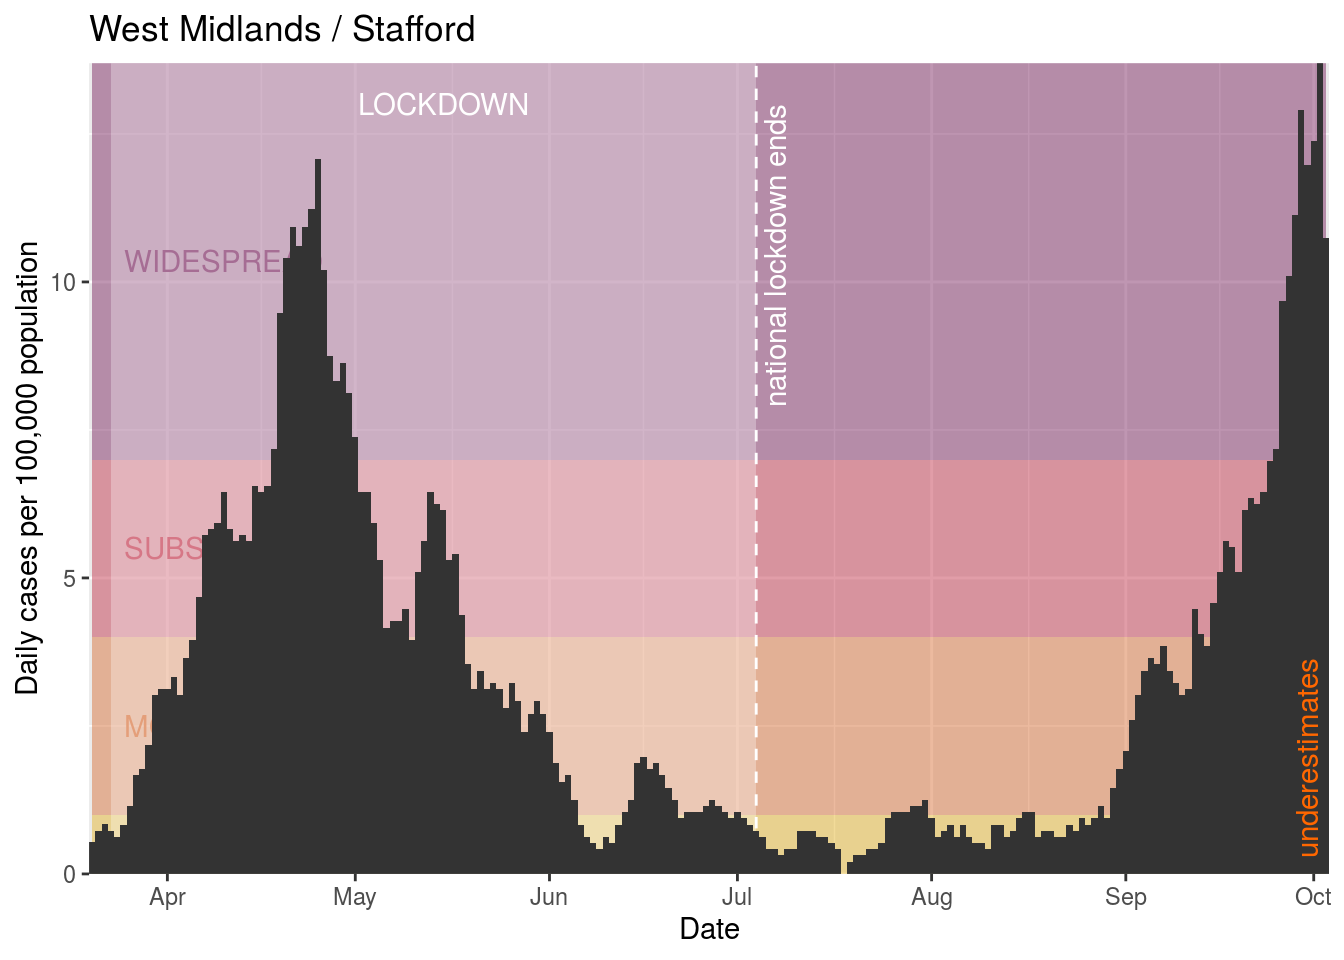 West Midlands / Stafford
LOCKDOWN
national lockdown ends
WIDESPRE
SUBS
underestimates
Daily cases per 100,000 population
10
5
0
Apr
May
Jun
Jul
Aug
Sep
Oct
Date